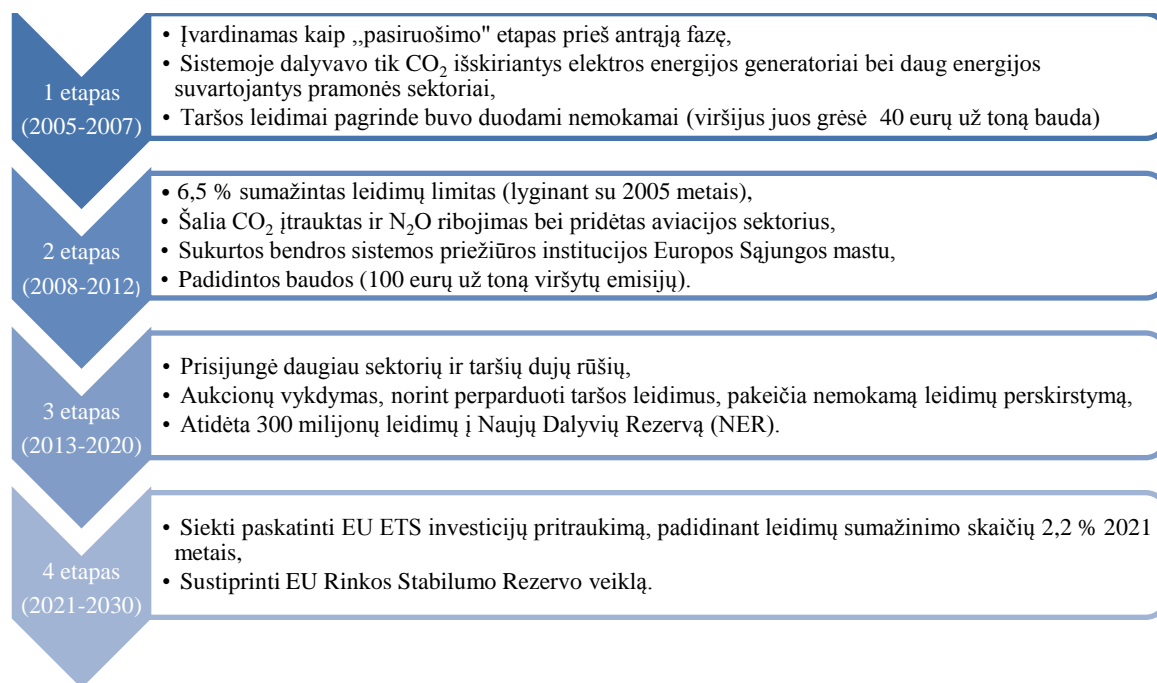 1 etapas
(2005-2007)
• Įvardinamas kaip ,,pasiruošimo" etapas prieš antrąją fazę,
• Sistemoje dalyvavo tik CO₂ išskiriantys elektros energijos generatoriai bei daug energijos
suvartojantys pramonės sektoriai,
• Taršos leidimai pagrinde buvo duodami nemokamai (viršijus juos grėsė 40 eurų už toną bauda)
2 etapas
(2008-2012)
• 6,5 % sumažintas leidimų limitas (lyginant su 2005 metais),
• Šalia CO₂ įtrauktas ir N₂O ribojimas bei pridėtas aviacijos sektorius,
• Sukurtos bendros sistemos priežiūros institucijos Europos Sąjungos mastu,
• Padidintos baudos (100 eurų už toną viršytų emisijų).
3 etapas
(2013-2020)
• Prisijungė daugiau sektorių ir taršių dujų rūšių,
• Aukcionų vykdymas, norint perparduoti taršos leidimus, pakeičia nemokamą leidimų perskirstymą,
• Atidėta 300 milijonų leidimų į Naujų Dalyvių Rezervą (NER).
4 etapas
(2021-2030)
• Siekti paskatinti EU ETS investicijų pritraukimą, padidinant leidimų sumažinimo skaičių 2,2 % 2021
metais,
• Sustiprinti EU Rinkos Stabilumo Rezervo veiklą.